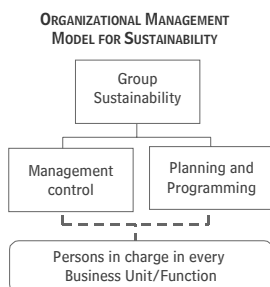 ORGANIZATIONAL MANAGEMENT
MODEL FOR SUSTAINABILITY
Group
Sustainability
Management
control
Planning and
Programming
Persons in charge in every
Business Unit/Function